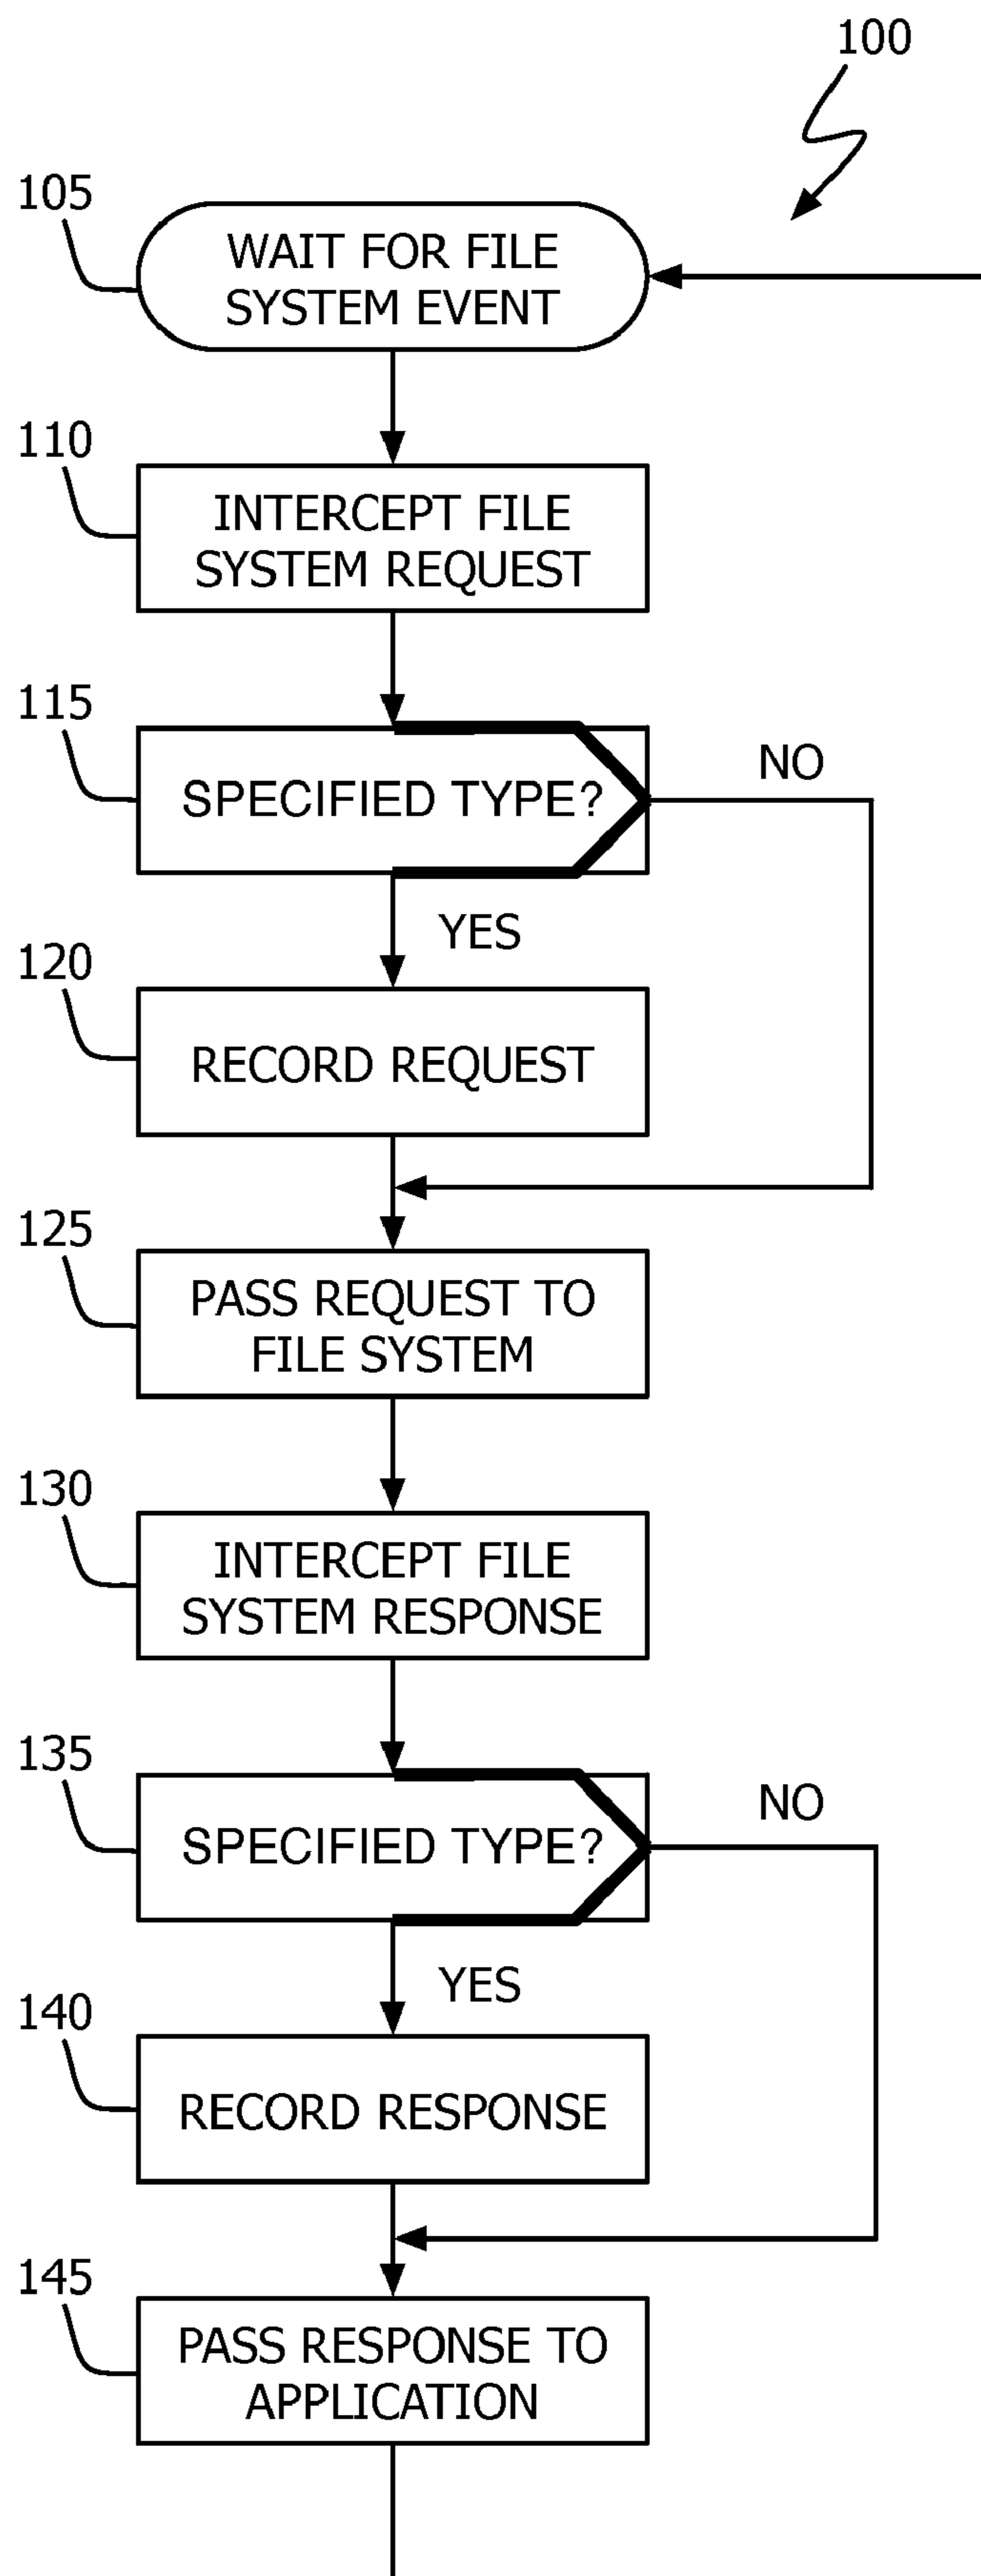 100
105
WAIT FOR FILE
SYSTEM EVENT
110
INTERCEPT FILE
SYSTEM REQUEST
115
SPECIFIED TYPE?
NO
YES
120
RECORD REQUEST
125
PASS REQUEST TO
FILE SYSTEM
130
INTERCEPT FILE
SYSTEM RESPONSE
135
SPECIFIED TYPE?
NO
YES
140
RECORD RESPONSE
145
PASS RESPONSE TO
APPLICATION